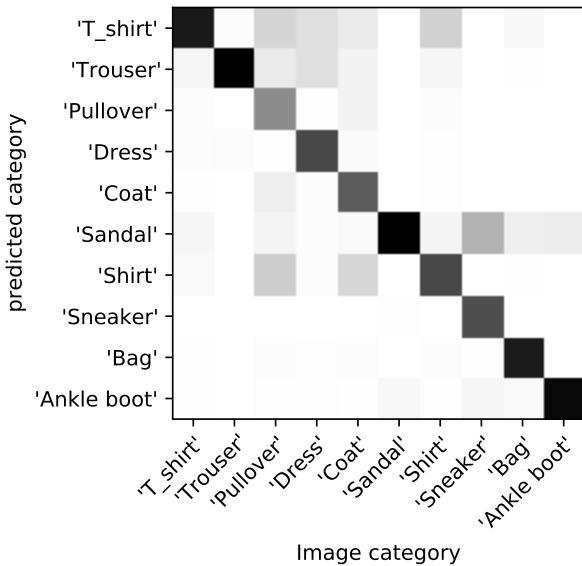 predicted category
'T_shirt'
'Trouser'
'Pullover'
'Dress'
'Coat'
'Sandal'
'Shirt'
'Sneaker'
'Bag'
'Ankle boot'
'T_shirt'
'Trouser'
'Pullover'
'Dress'
'Coat'
'Sandal'
'Shirt'
'Sneaker'
'Bag'
'Ankle boot'
Image category